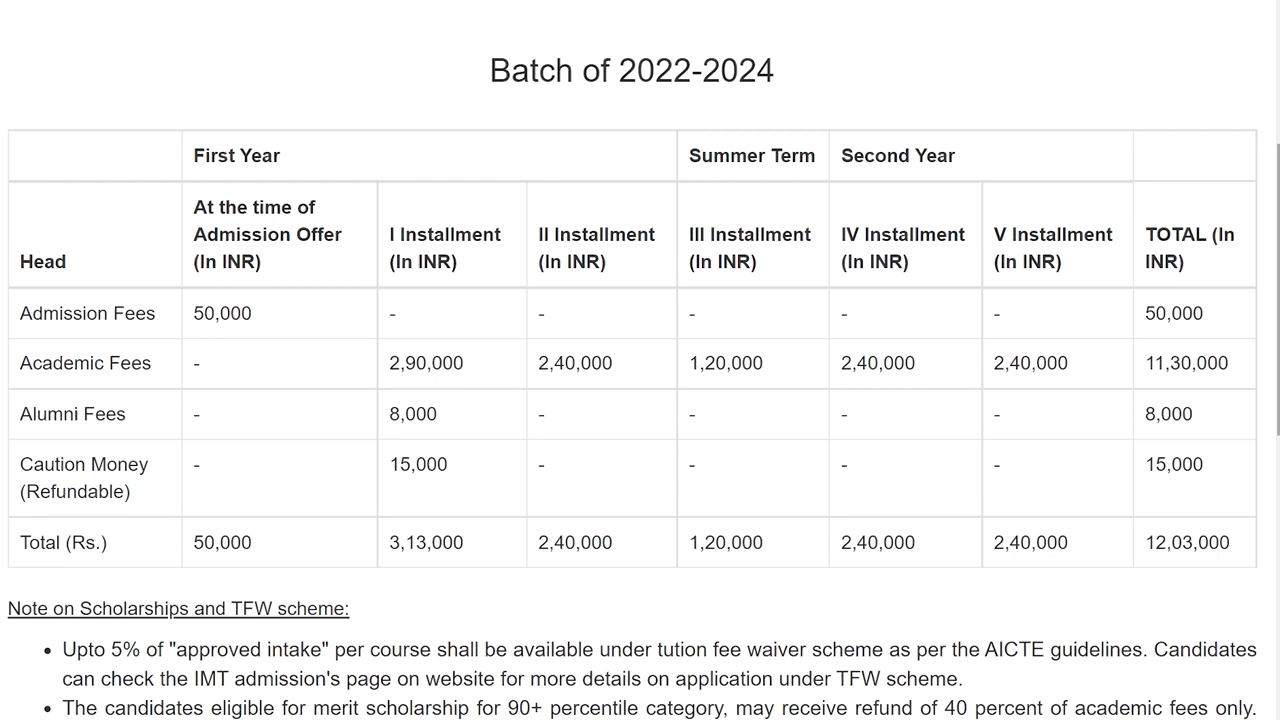 Batch of 2022-2024
First Year Summer Term Second Year
Head At the time of Admission Offer (In INR) I Installment (In INR) II Installment (In INR) III Installment (In INR) IV Installment (In INR) V Installment (In INR) TOTAL (In INR)
Admission Fees 50,000 - - - - - 50,000
Academic Fees - 2,90,000 2,40,000 1,20,000 2,40,000 2,40,000 11,30,000
Alumni Fees - 8,000 - - - - 8,000
Caution Money (Refundable) - 15,000 - - - - 15,000
Total (Rs.) 50,000 3,13,000 2,40,000 1,20,000 2,40,000 2,40,000 12,03,000
Note on Scholarships and TFW scheme:
• Upto 5% of "approved intake" per course shall be available under tution fee waiver scheme as per the AICTE guidelines. Candidates
can check the IMT admission's page on website for more details on application under TFW scheme.
• The candidates eligible for merit scholarship for 90+ percentile category, may receive refund of 40 percent of academic fees only.